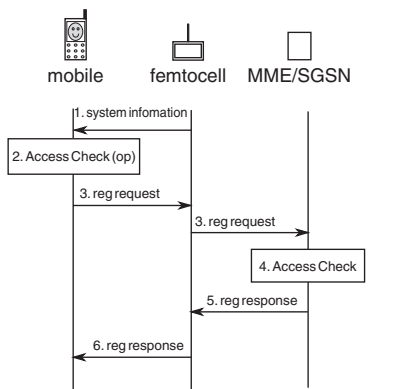 mobile femtocell MME/SGSN
1. system infomation
2. Access Check (op)
3. reg request
3. reg request
4. Access Check
5. reg response
6. reg response